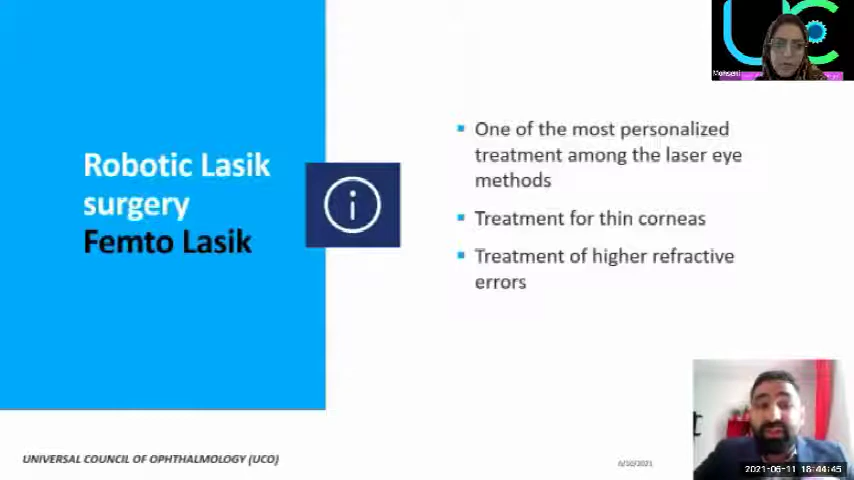 Robotic Lasik
surgery
Femto Lasik
One of the most personalized
treatment among the laser eye
methods
Treatment for thin corneas
Treatment of higher refractive
errors
UNIVERSAL COUNCIL OF OPHTHALMOLOGY (UCO)
Mohseni
2021-06-11 18:44:45